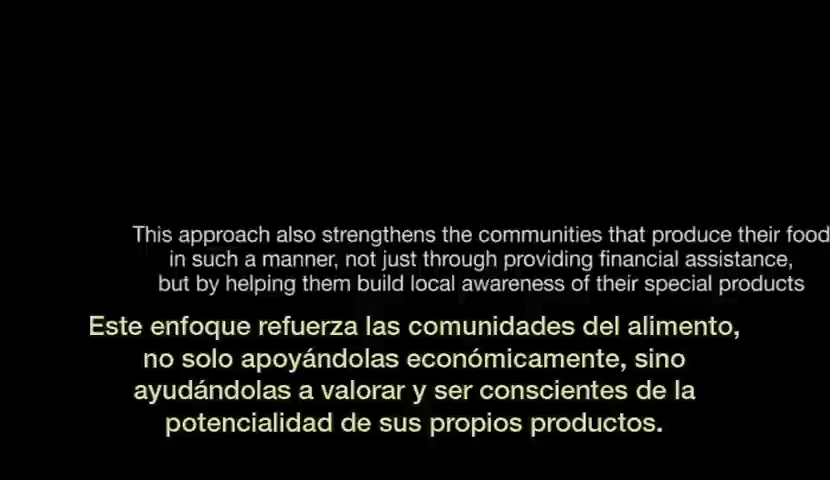 This approach also strengthens the communities that produce their food
in such a manner, not just through providing financial assistance,
but by helping them build local awareness of their special products
Este enfoque refuerza las comunidades del alimento,
no solo apoyándolas económicamente, sino
ayudándolas a valorar y ser conscientes de la
potencialidad de sus propios productos.